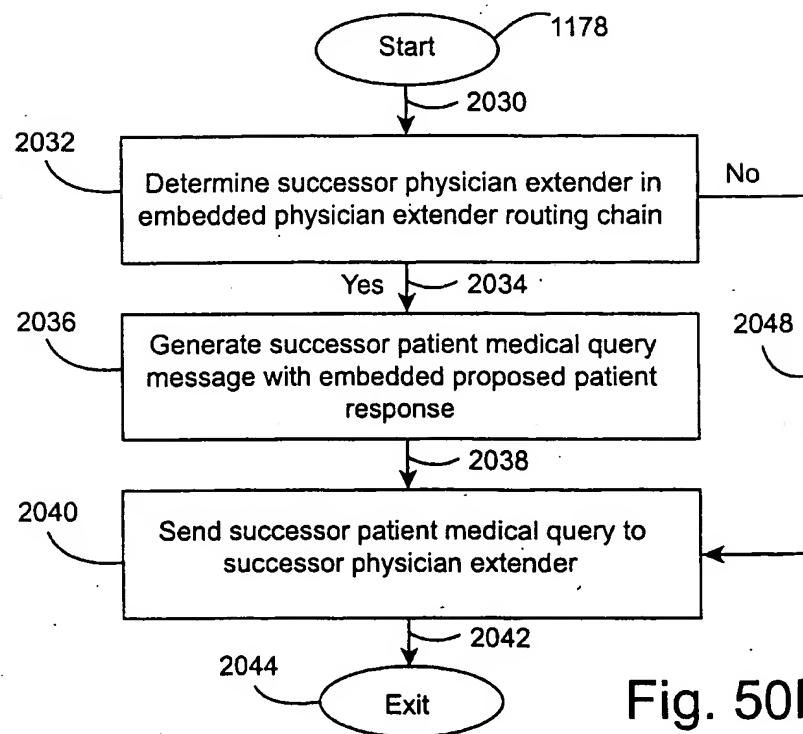 Start
1178
2030
2032
Determine successor physician extender in
embedded physician extender routing chain
No
Yes
2034
2036
Generate successor patient medical query
message with embedded proposed patient
response
2048
2038
2040
Send successor patient medical query to
successor physician extender
2042
2044
Exit
Fig. 50